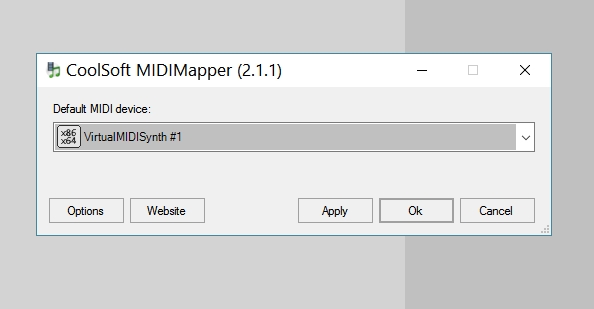 CoolSoft MIDIMapper (2.1.1)
Default MIDI device:
x86
x64
VirtualMIDISynth #1
Options Website Apply Ok Cancel